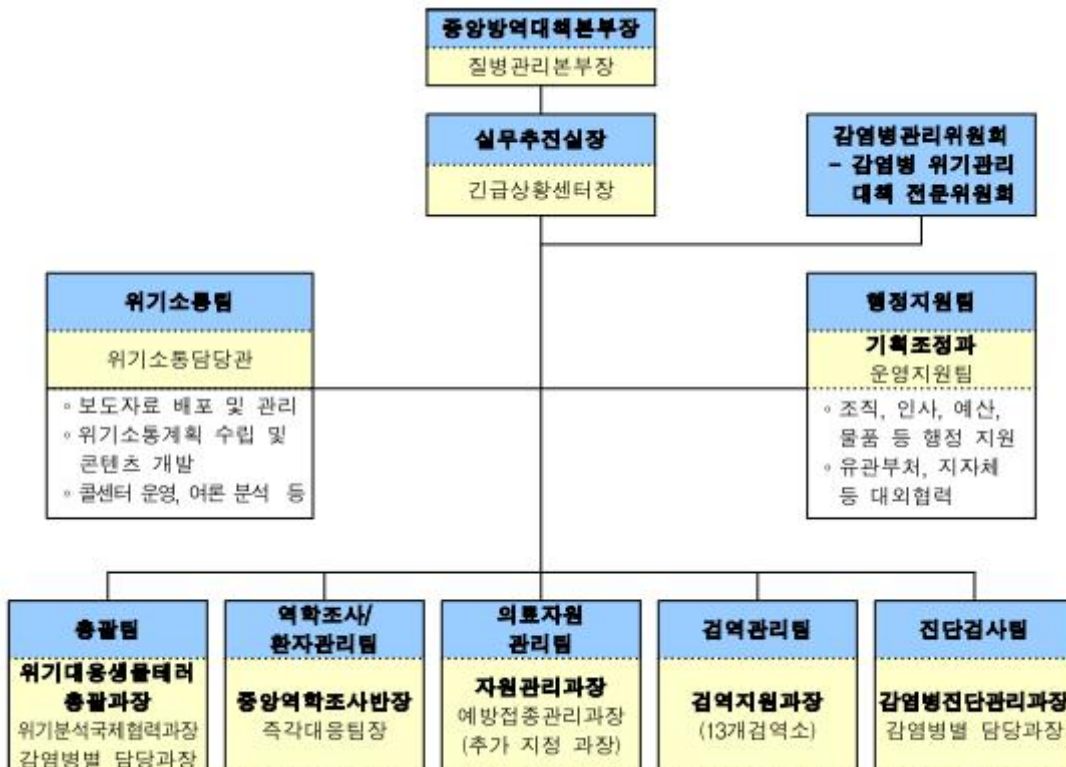 중앙방역대책본부장
질병관리본부장
실무추진실장
긴급상황센터장
감염병관리위원회
- 감염병 위기관리
대책 전문위원회
위기소통팀
위기소통담당관
◦ 보도자료 배포 및 관리
◦ 위기소통계획 수립 및
콘텐츠 개발
◦ 콜센터 운영, 여론 분석 등
행정지원팀
기획조정과
운영지원팀
◦ 조직, 인사, 예산,
물품 등 행정 지원
◦ 유관부처, 지자체
등 대외협력
총괄팀
위기대응생물테러
총괄과장
위기분석국제협력과장
감염병별 담당과장
역학조사/
환자관리팀
중앙역학조사반장
즉각대응팀장
의료자원
관리팀
자원관리과장
예방접종관리과장
(추가 지정 과장)
검역관리팀
검역지원과장
(13개검역소)
진단검사팀
감염병진단관리과장
감염병별 담당과장